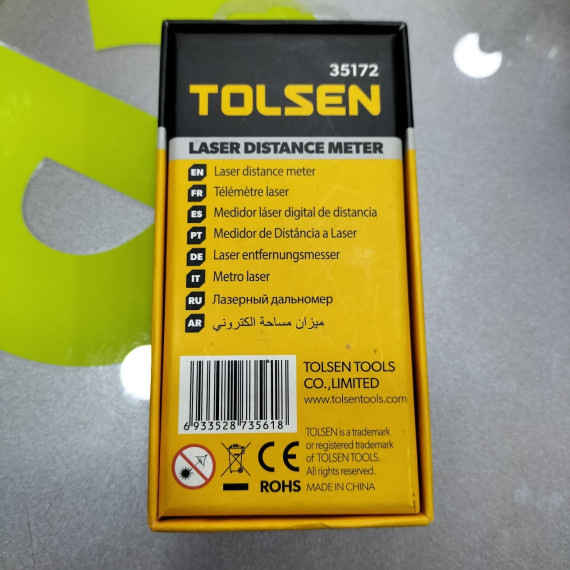 35172
TOLSEN
LASER DISTANCE METER
EN Laser distance meter
FR Télémètre laser
ES Medidor láser digital de distancia
PT Medidor de Distância a Laser
DE Laser entfernungsmesser
IT Metro laser
RU Лазерный дальномер
AR ميزان مساحة الكتروني
6 933528 735618
TOLSEN TOOLS
CO.,LIMITED
www.tolsentools.com
TOLSEN is a trademark
or registered trademark
of TOLSEN TOOLS.
All rights reserved.
CE
ROHS MADE IN CHINA